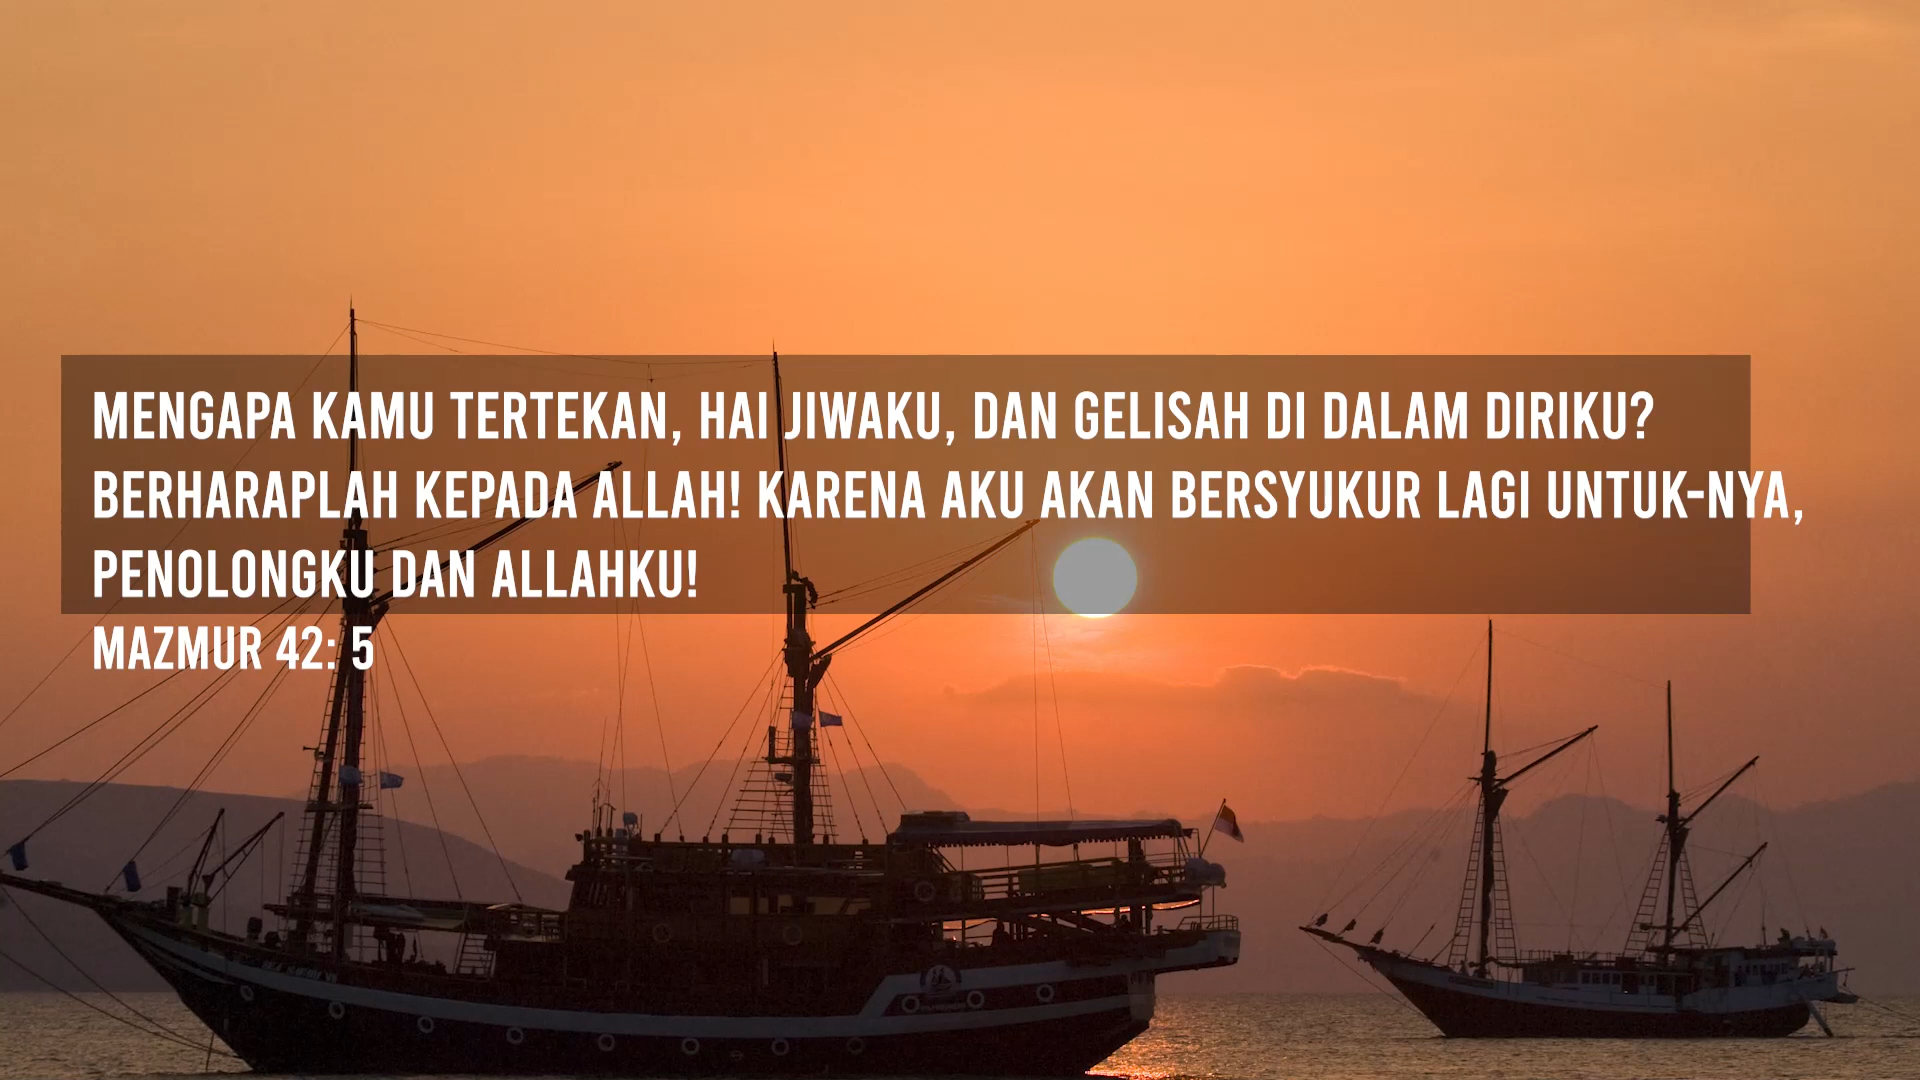 MENGAPA KAMU TERTEKAN, HAI JIWAKU, DAN GELISAH DI DALAM DIRIKU?
BERHARAPLAH KEPADA ALLAH! KARENA AKU AKAN BERSYUKUR LAGI UNTUK-NYA,
PENOLONGKU DAN ALLAHKU!
MAZMUR 42: 5